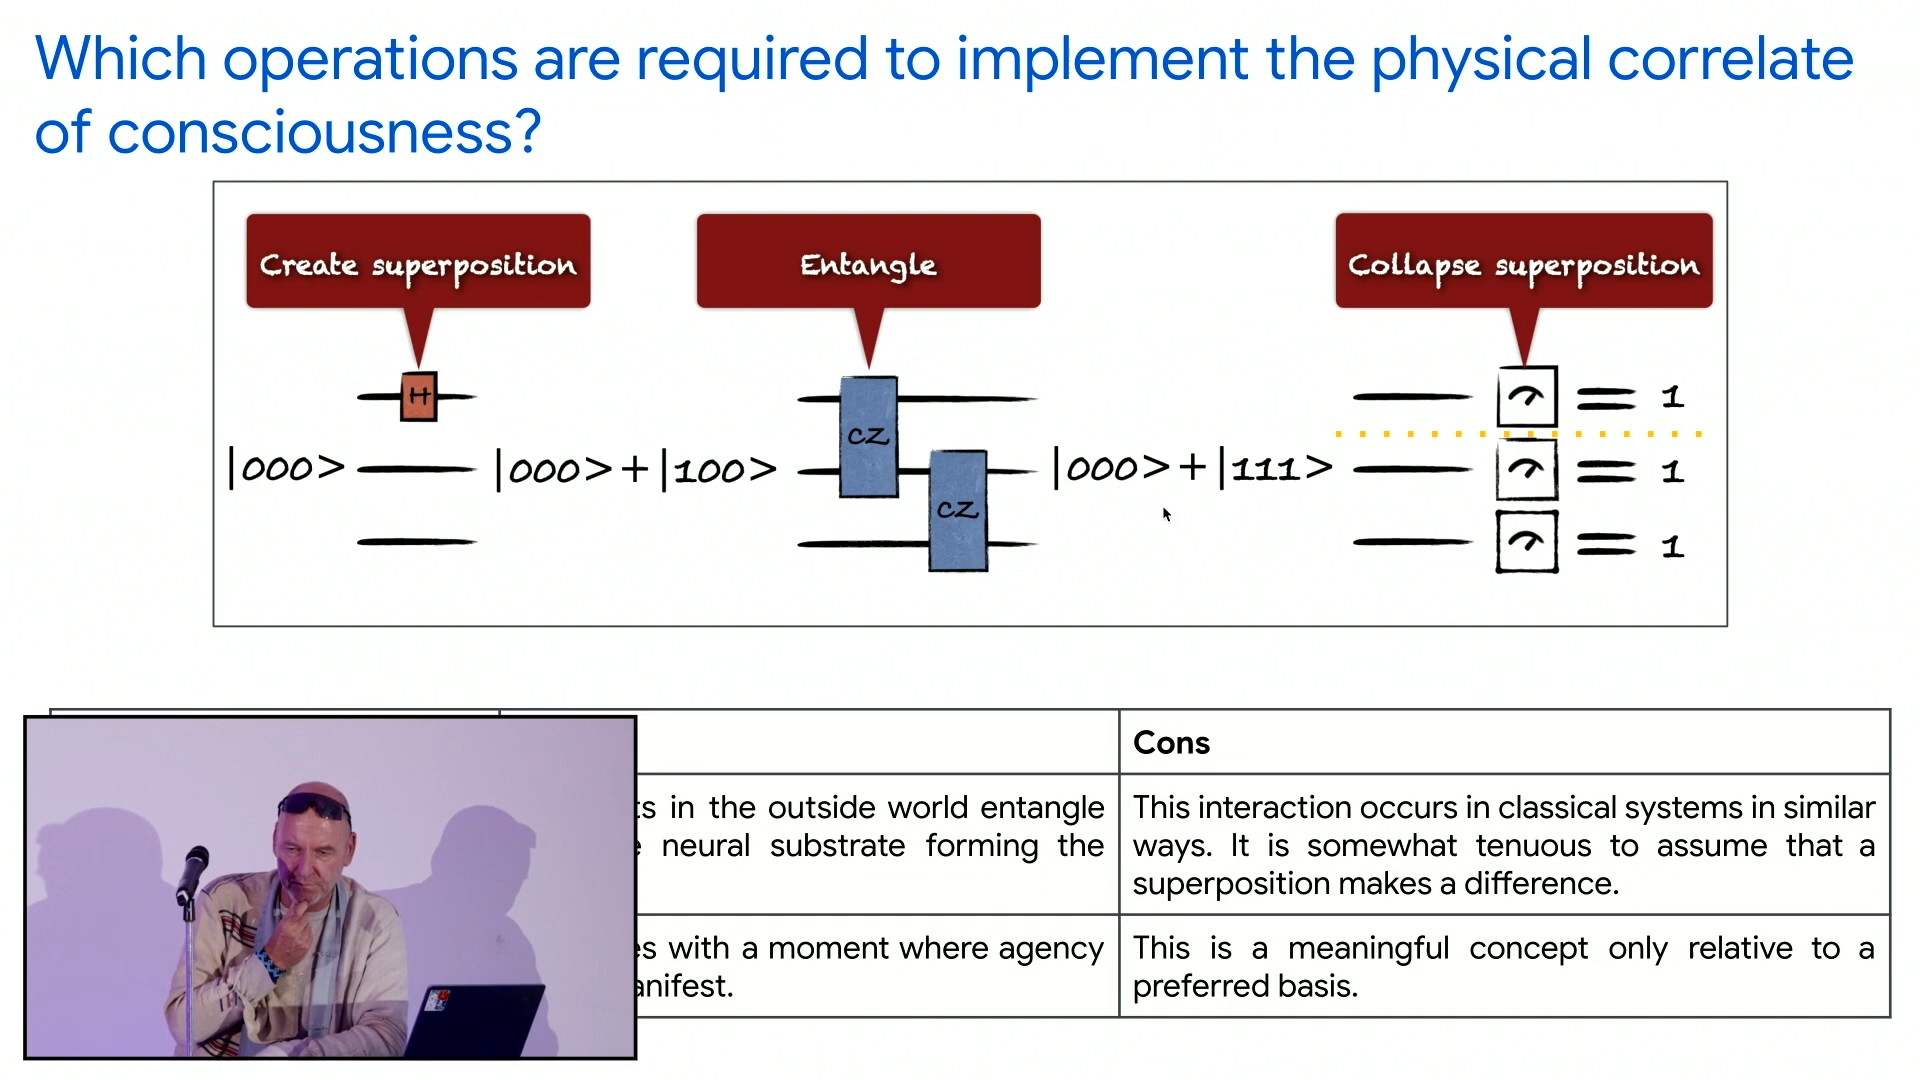 Which operations are required to implement the physical correlate
of consciousness?
Create superposition
Entangle
Collapse superposition
H
CZ
CZ
|000>
|000>+|100>
|000>+|111>
= 1
= 1
= 1
Cons
in the outside world entangle
neural substrate forming the
This interaction occurs in classical systems in similar
ways. It is somewhat tenuous to assume that a
superposition makes a difference.
with a moment where agency
This is a meaningful concept only relative to a
preferred basis.